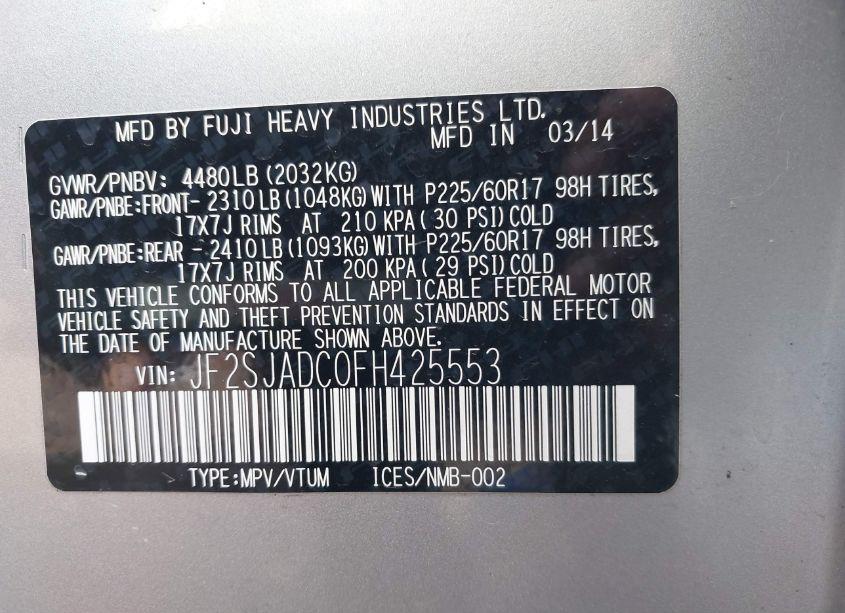 MFD BY FUJI HEAVY INDUSTRIES LTD.
MFD IN 03/14
GVWR/PNBV: 4480LB(2032KG)
GAWR/PNBE:FRONT- 2310LB(1048KG)WITH P225/60R17 98H TIRES,
17X7J RIMS AT 210 KPA( 30 PSI)COLD
GAWR/PNBE:REAR - 2410LB(1093KG)WITH P225/60R17 98H TIRES,
17X7J RIMS AT 200 KPA( 29 PSI)COLD
THIS VEHICLE CONFORMS TO ALL APPLICABLE FEDERAL MOTOR
VEHICLE SAFETY AND THEFT PREVENTION STANDARDS IN EFFECT ON
THE DATE OF MANUFACTURE SHOWN ABOVE.
VIN: JF2SJADC0FH425553
TYPE:MPV/VTUM ICES/NMB-002